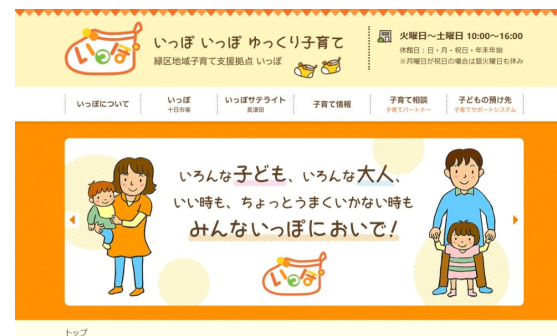 いっぽ
いっぽ いっぽ ゆっくり子育て
緑区地域子育て支援拠点 いっぽ
火曜日〜土曜日 10:00〜16:00
休館日：日・月・祝日・年末年始
※月曜日が祝日の場合は翌火曜日も休み
いっぽについて
いっぽ
十日市場
いっぽサテライト
長津田
子育て情報
子育て相談
子育てパートナー
子どもの預け先
子育てサポートシステム
いろんな子ども、いろんな大人、
いい時も、ちょっとうまくいかない時も
みんないっぽにおいで!
いっぽ
トップ